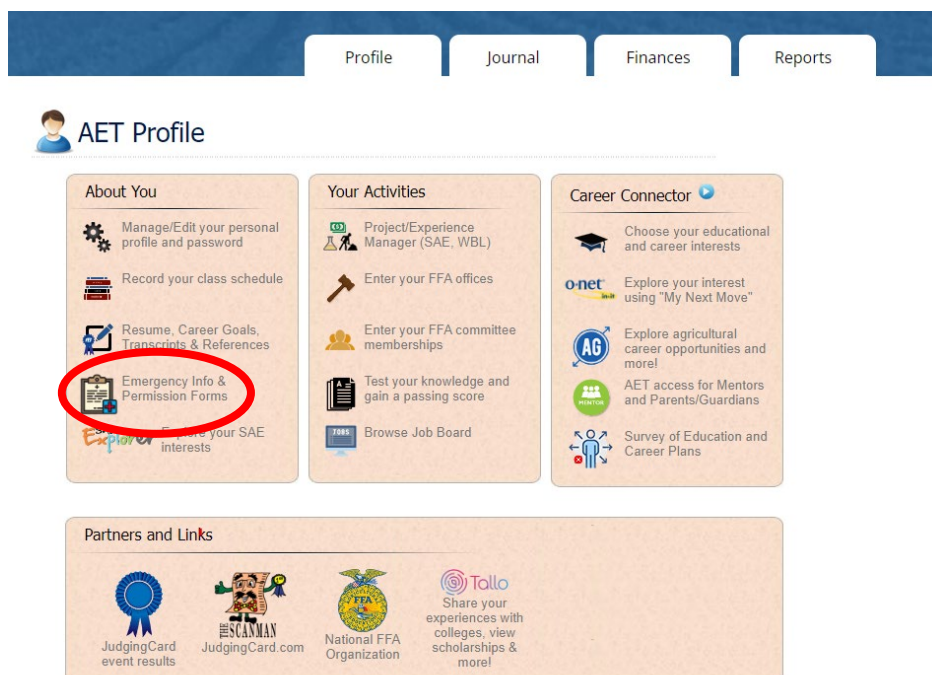 Profile
Journal
Finances
Reports
AET Profile
About You
Manage/Edit your personal
profile and password
Record your class schedule
Resume, Career Goals,
Transcripts & References
Emergency Info &
Permission Forms
Explorer
Explore your SAE
interests
Your Activities
Project/Experience
Manager (SAE, WBL)
Enter your FFA offices
Enter your FFA committee
memberships
Test your knowledge and
gain a passing score
JOBS
Browse Job Board
Career Connector
Choose your educational
and career interests
o*net
in-it
Explore your interest
using "My Next Move"
AG
Explore agricultural
career opportunities and
more!
MENTOR
AET access for Mentors
and Parents/Guardians
Survey of Education and
Career Plans
Partners and Links
JudgingCard
event results
THE SCANMAN
JudgingCard.com
FFA
National FFA
Organization
Tallo
Share your
experiences with
colleges, view
scholarships &
more!